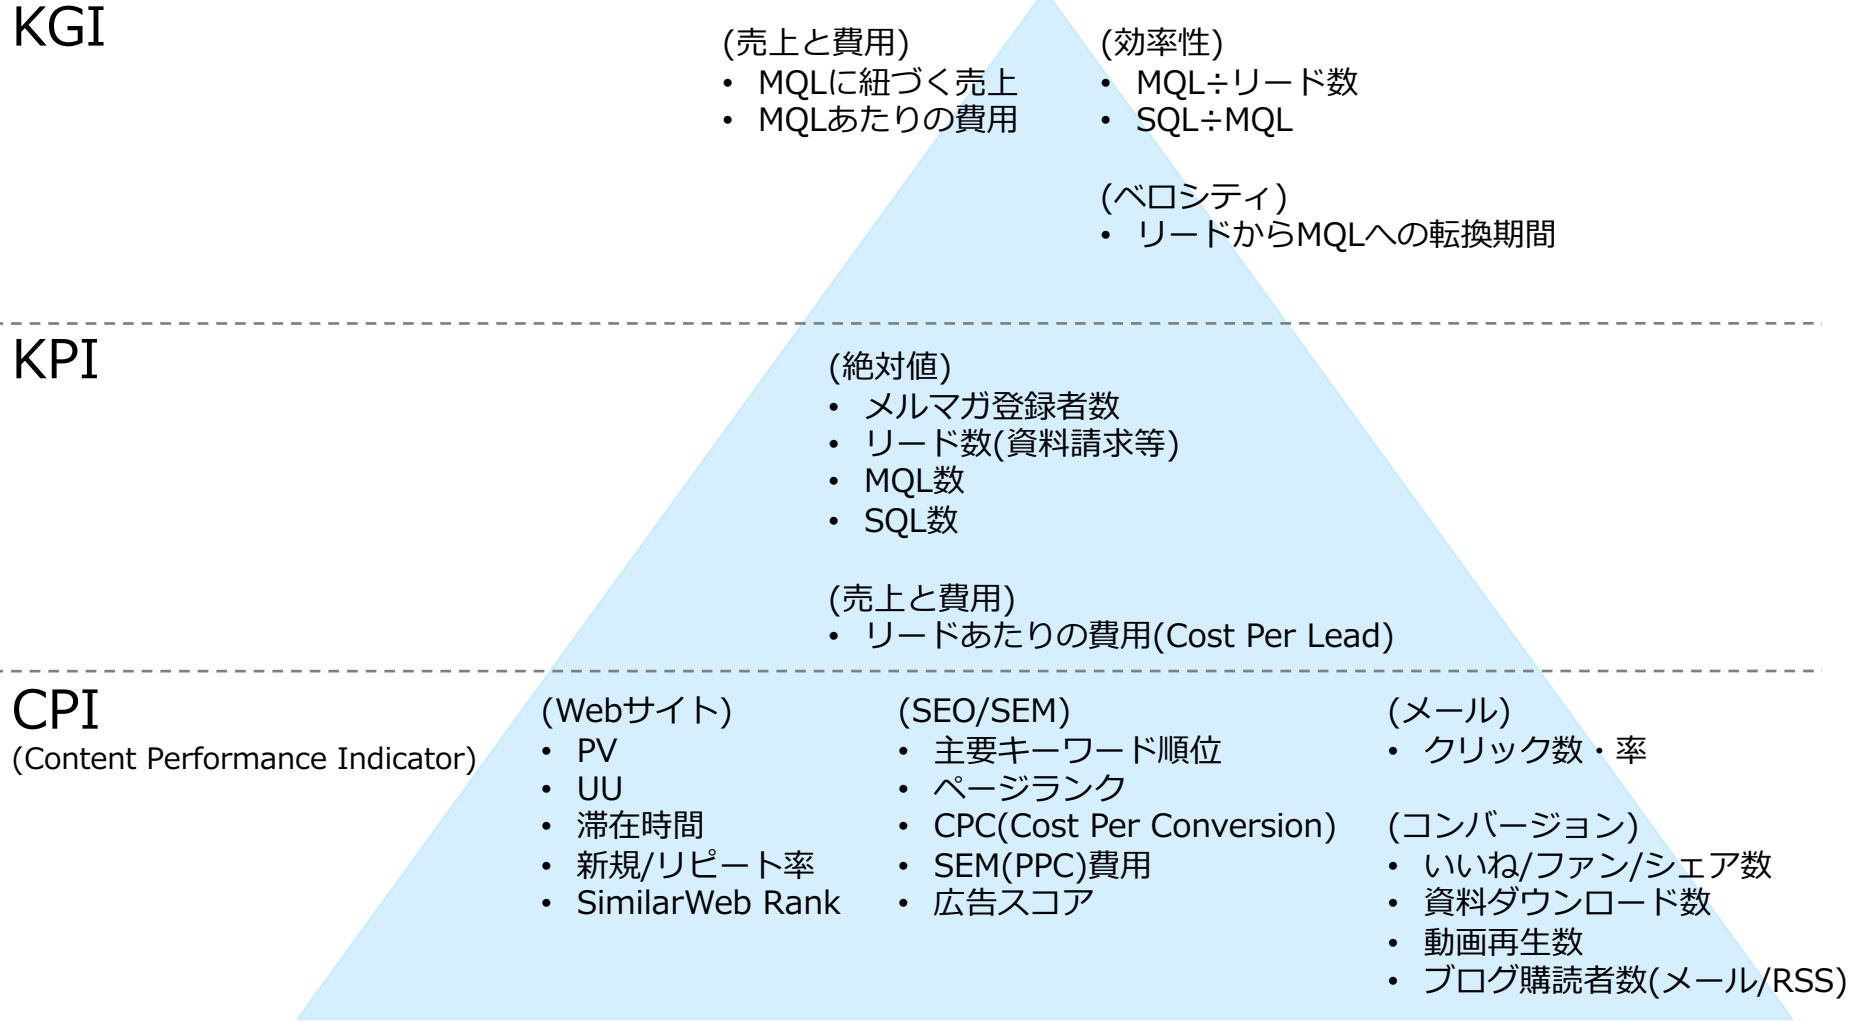 KGI
(売上と費用)
• MQLに紐づく売上
• MQLあたりの費用
(効率性)
• MQL÷リード数
• SQL÷MQL
(ベロシティ)
• リードからMQLへの転換期間
KPI
(絶対値)
• メルマガ登録者数
• リード数(資料請求等)
• MQL数
• SQL数
(売上と費用)
• リードあたりの費用(Cost Per Lead)
CPI
(Content Performance Indicator)
(Webサイト)
• PV
• UU
• 滞在時間
• 新規/リピート率
• SimilarWeb Rank
(SEO/SEM)
• 主要キーワード順位
• ページランク
• CPC(Cost Per Conversion)
• SEM(PPC)費用
• 広告スコア
(メール)
• クリック数・率
(コンバージョン)
• いいね/ファン/シェア数
• 資料ダウンロード数
• 動画再生数
• ブログ購読者数(メール/RSS)